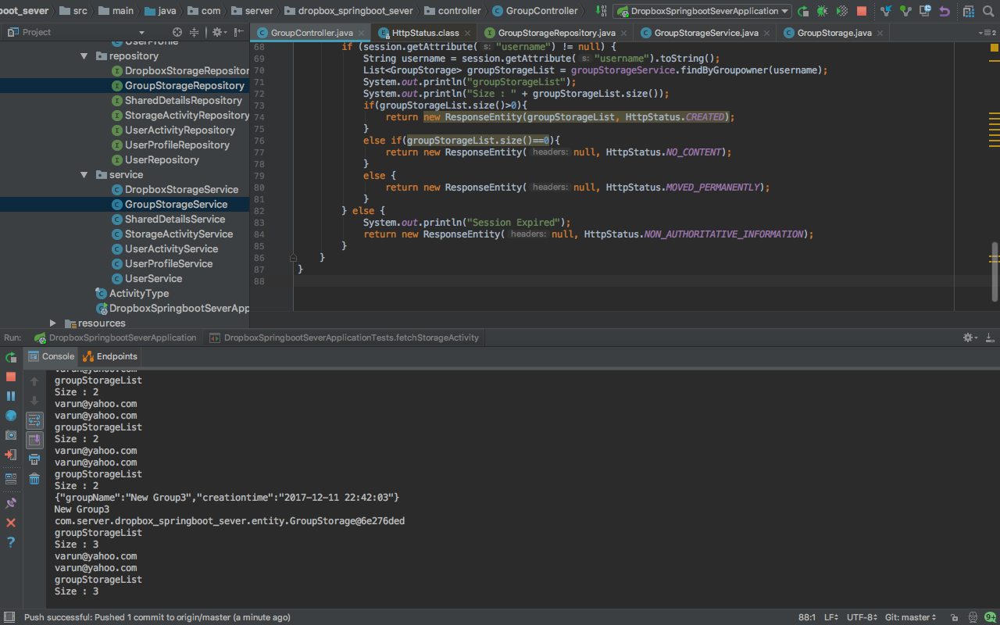 boot_sever src main java com server dropbox_springboot_sever controller GroupController DropboxSpringbootSeverApplication
Project
GroupController.java HttpStatus.class GroupStorageRepository.java GroupStorageService.java GroupStorage.java 2
UserProfile
repository
DropboxStorageRepositor
GroupStorageRepository
SharedDetailsRepository
StorageActivityRepository
UserActivityRepository
UserProfileRepository
UserRepository
service
DropboxStorageService
GroupStorageService
SharedDetailsService
StorageActivityService
UserActivityService
UserProfileService
UserService
ActivityType
DropboxSpringbootSeverApp
resources
68 if (session.getAttribute( s: "username") != null) {
69 String username = session.getAttribute( s: "username").toString();
70 List<GroupStorage> groupStorageList = groupStorageService.findByGroupowner(username);
71 System.out.println("groupStorageList");
72 System.out.println("Size : " + groupStorageList.size());
73 if(groupStorageList.size()>0){
74 return new ResponseEntity(groupStorageList, HttpStatus.CREATED);
75 }
76 else if(groupStorageList.size()==0){
77 return new ResponseEntity( headers: null, HttpStatus.NO_CONTENT);
78 }
79 else {
80 return new ResponseEntity( headers: null, HttpStatus.MOVED_PERMANENTLY);
81 }
82 } else {
83 System.out.println("Session Expired");
84 return new ResponseEntity( headers: null, HttpStatus.NON_AUTHORITATIVE_INFORMATION);
85 }
86 }
87 }
88
Run: DropboxSpringbootSeverApplication DropboxSpringbootSeverApplicationTests.fetchStorageActivity
Console Endpoints
varun@yahoo.com
groupStorageList
Size : 2
varun@yahoo.com
varun@yahoo.com
groupStorageList
Size : 2
varun@yahoo.com
varun@yahoo.com
groupStorageList
Size : 2
{"groupName":"New Group3","creationtime":"2017-12-11 22:42:03"}
New Group3
com.server.dropbox_springboot_sever.entity.GroupStorage@6e276ded
groupStorageList
Size : 3
varun@yahoo.com
varun@yahoo.com
groupStorageList
Size : 3
Push successful: Pushed 1 commit to origin/master (a minute ago) 88:1 LF UTF-8 Git: master 9+